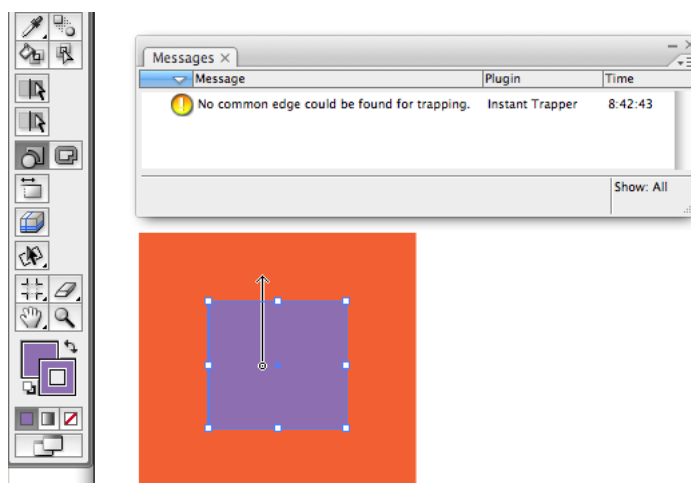 Messages ×
Message Plugin Time
No common edge could be found for trapping. Instant Trapper 8:42:43
Show: All